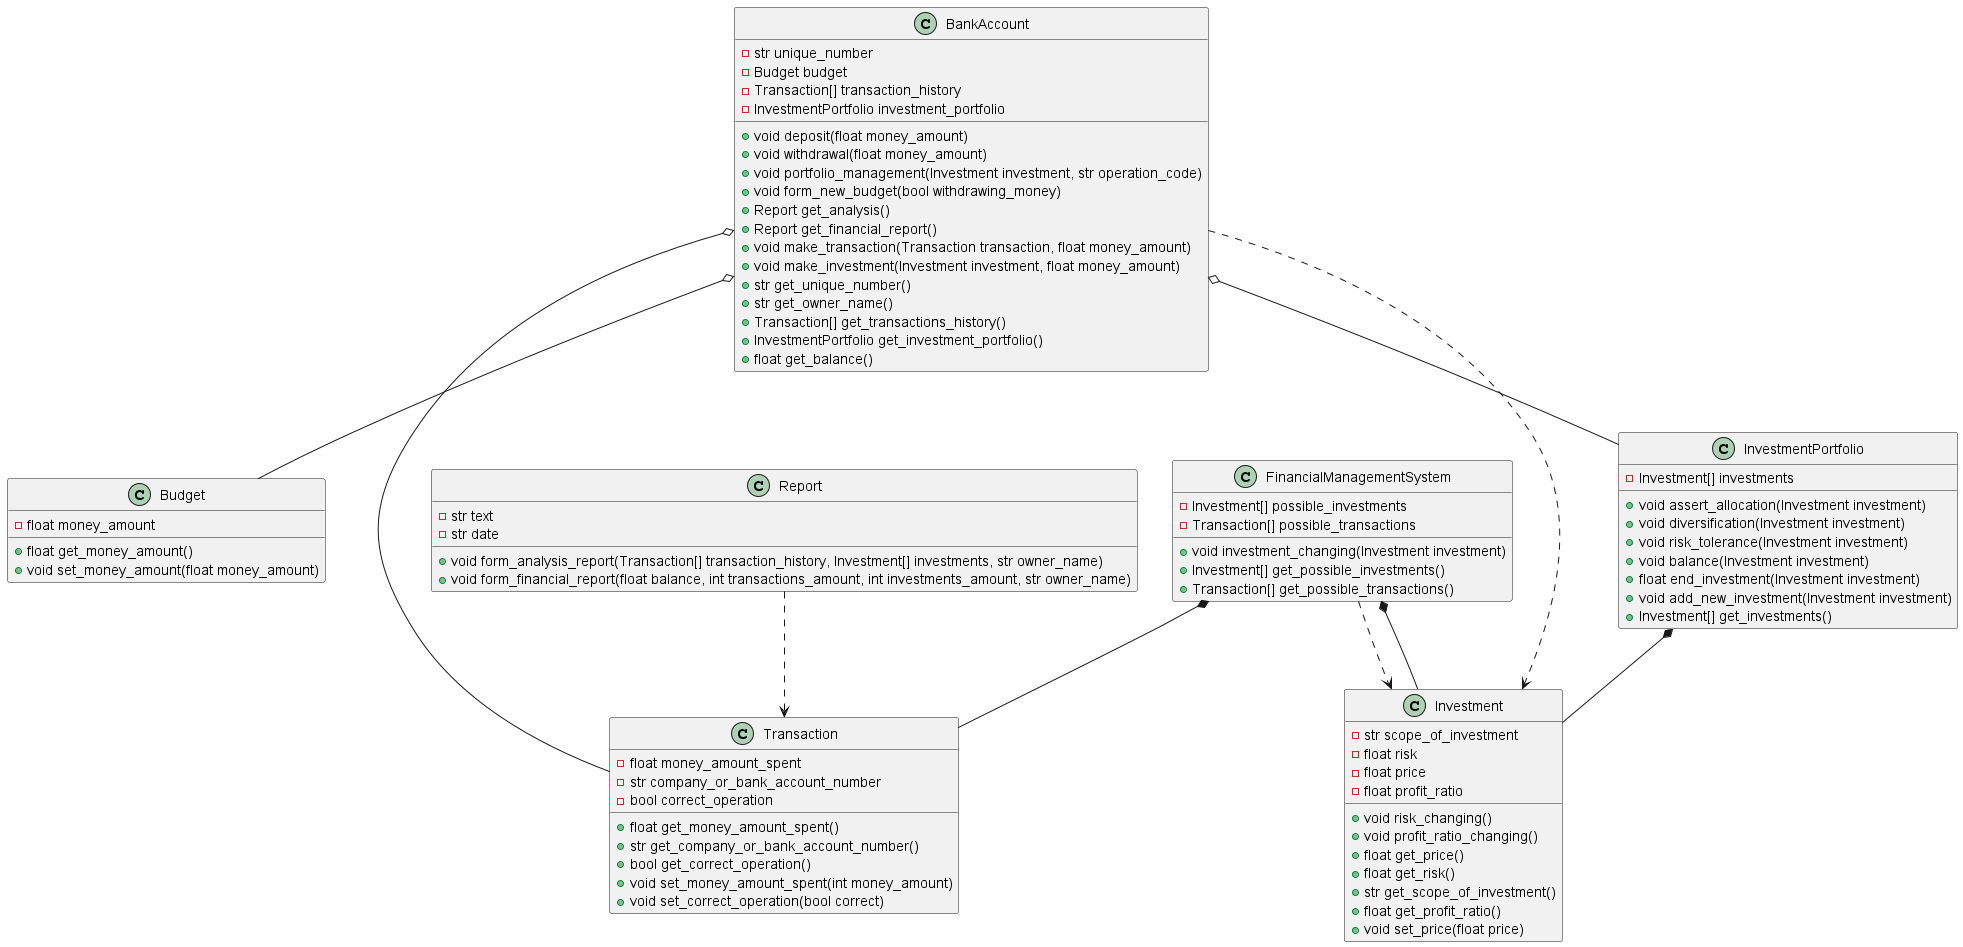 C BankAccount
str unique_number
Budget budget
Transaction[] transaction_history
InvestmentPortfolio investment_portfolio
void deposit(float money_amount)
void withdrawal(float money_amount)
void portfolio_management(Investment investment, str operation_code)
void form_new_budget(bool withdrawing_money)
Report get_analysis()
Report get_financial_report()
void make_transaction(Transaction transaction, float money_amount)
void make_investment(Investment investment, float money_amount)
str get_unique_number()
str get_owner_name()
Transaction[] get_transactions_history()
InvestmentPortfolio get_investment_portfolio()
float get_balance()
C Budget
float money_amount
float get_money_amount()
void set_money_amount(float money_amount)
C Report
str text
str date
void form_analysis_report(Transaction[] transaction_history, Investment[] investments, str owner_name)
void form_financial_report(float balance, int transactions_amount, int investments_amount, str owner_name)
C FinancialManagementSystem
Investment[] possible_investments
Transaction[] possible_transactions
void investment_changing(Investment investment)
Investment[] get_possible_investments()
Transaction[] get_possible_transactions()
C InvestmentPortfolio
Investment[] investments
void assert_allocation(Investment investment)
void diversification(Investment investment)
void risk_tolerance(Investment investment)
void balance(Investment investment)
float end_investment(Investment investment)
void add_new_investment(Investment investment)
Investment[] get_investments()
C Transaction
float money_amount_spent
str company_or_bank_account_number
bool correct_operation
float get_money_amount_spent()
str get_company_or_bank_account_number()
bool get_correct_operation()
void set_money_amount_spent(int money_amount)
void set_correct_operation(bool correct)
C Investment
str scope_of_investment
float risk
float price
float profit_ratio
void risk_changing()
void profit_ratio_changing()
float get_price()
float get_risk()
str get_scope_of_investment()
float get_profit_ratio()
void set_price(float price)